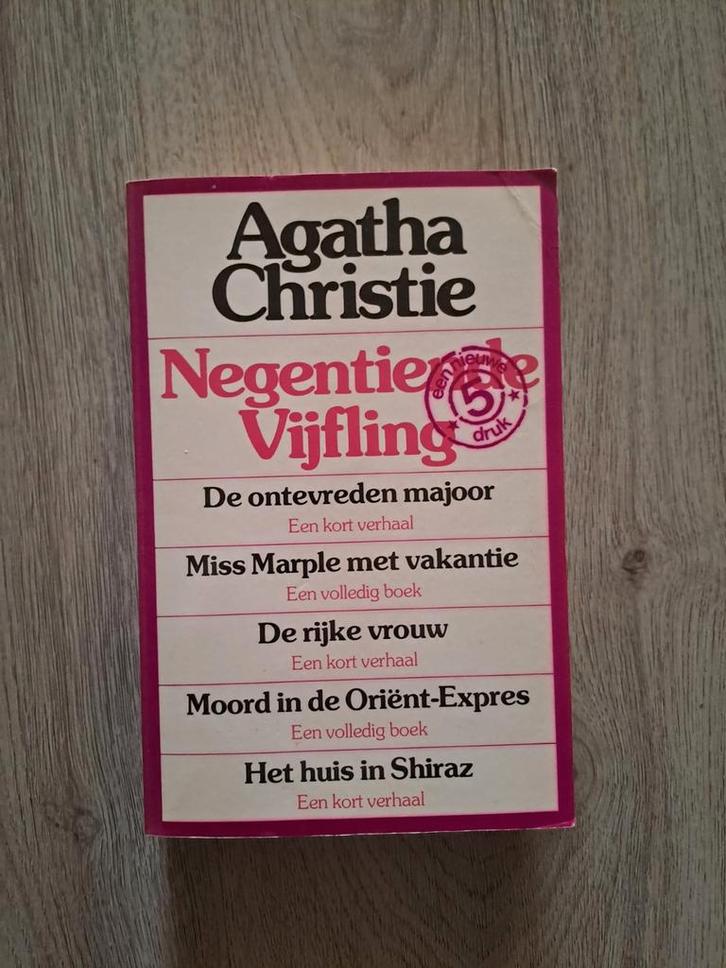 Agatha
Christie
Negentiende
Vijfling
een nieuwe
5
druk
De ontevreden majoor
Een kort verhaal
Miss Marple met vakantie
Een volledig boek
De rijke vrouw
Een kort verhaal
Moord in de Oriënt-Expres
Een volledig boek
Het huis in Shiraz
Een kort verhaal